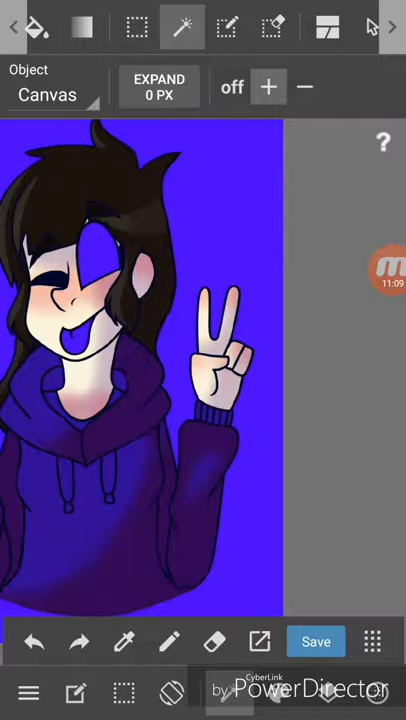 Object
Canvas
EXPAND
0 PX
off
?
11:09
Save
CyberLink
by PowerDirector